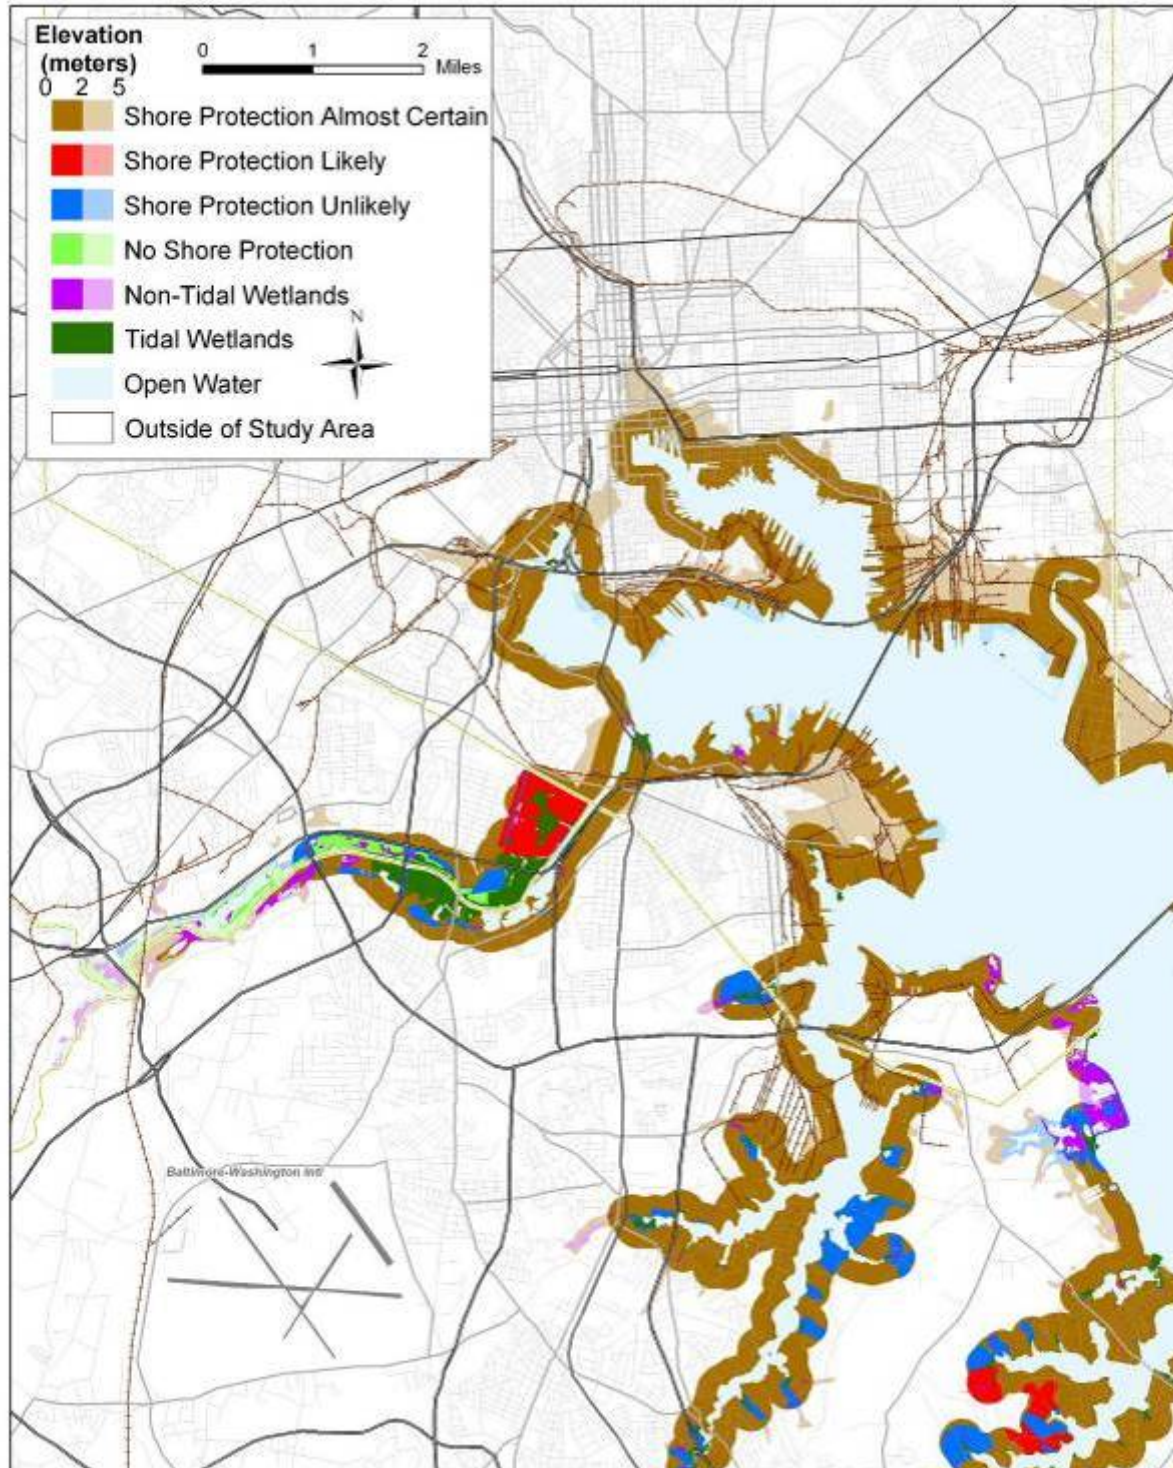 Elevation
(meters)
0 2 5
0 1 2
Miles
Shore Protection Almost Certain
Shore Protection Likely
Shore Protection Unlikely
No Shore Protection
Non-Tidal Wetlands
N
Tidal Wetlands
Open Water
Outside of Study Area
Baltimore-Washington Intl